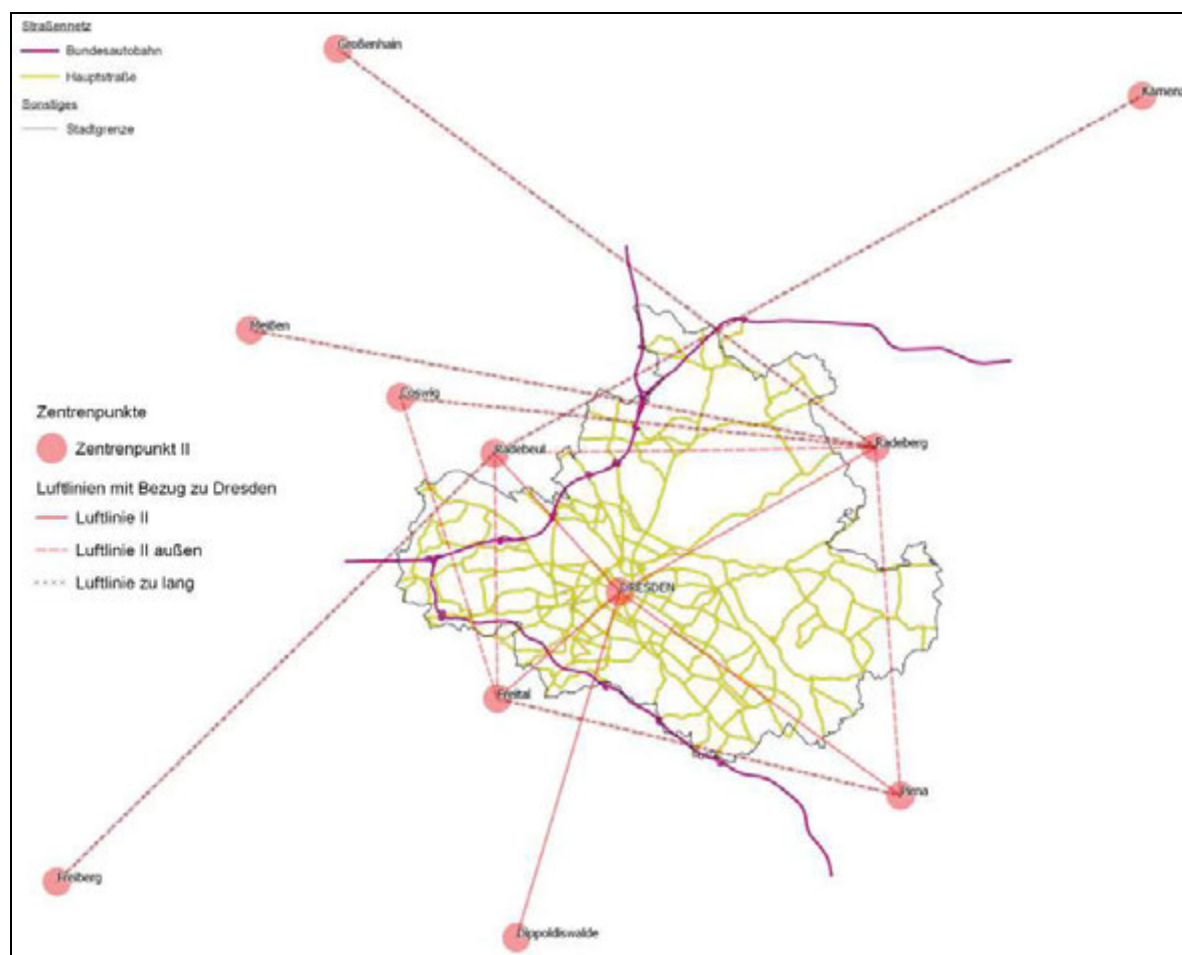 Straßennetz
Bundesautobahn
Hauptstraße
Sonstiges
Stadtgrenze
Großenhain
Kamenz
Meißen
Coswig
Radebeul
Radeberg
Zentrenpunkte
Zentrenpunkt II
Luftlinien mit Bezug zu Dresden
Luftlinie II
Luftlinie II außen
Luftlinie zu lang
DRESDEN
Freital
Pirna
Freiberg
Dippoldiswalde